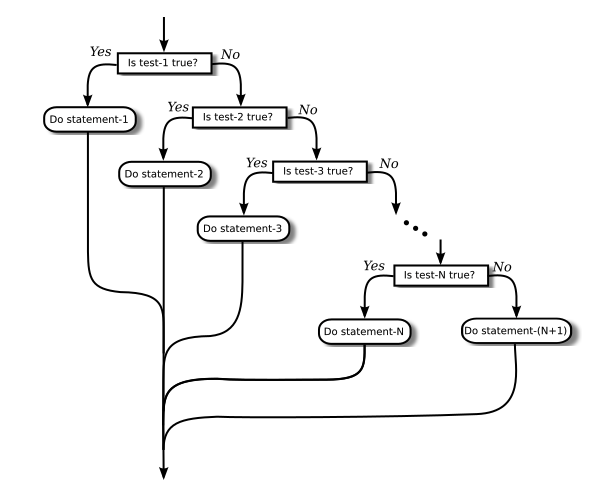 Yes
No
Is test-1 true?
Do statement-1
Yes
No
Is test-2 true?
Do statement-2
Yes
No
Is test-3 true?
Do statement-3
Yes
No
Is test-N true?
Do statement-N
Do statement-(N+1)